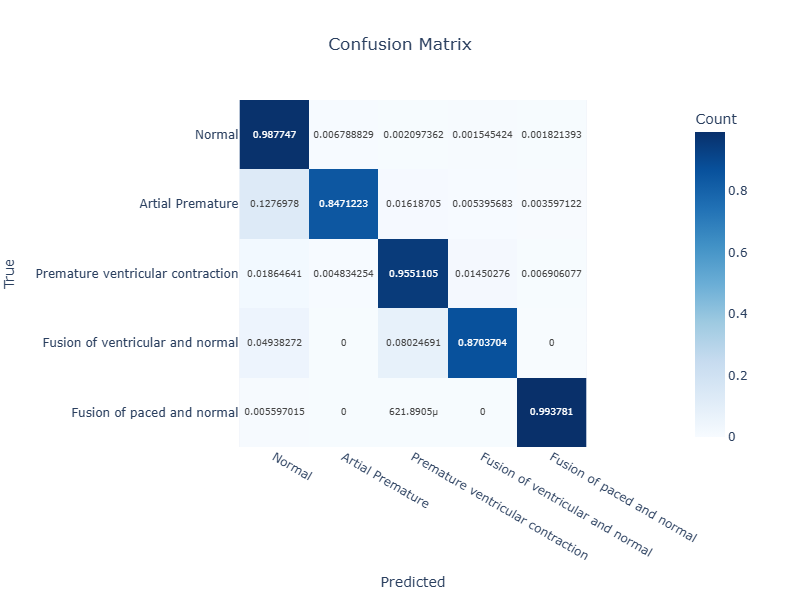 Confusion Matrix
Count
Normal 0.987747 0.006788829 0.002097362 0.001545424 0.001821393
0.8
Artial Premature 0.1276978 0.8471223 0.01618705 0.005395683 0.003597122
0.6
Premature ventricular contraction 0.01864641 0.004834254 0.9551105 0.01450276 0.006906077
0.4
Fusion of ventricular and normal 0.04938272 0 0.08024691 0.8703704 0
0.2
Fusion of paced and normal 0.005597015 0 621.8905μ 0 0.993781
0
Normal
Artial Premature
Premature ventricular contraction
Fusion of ventricular and normal
Fusion of paced and normal
True
Predicted